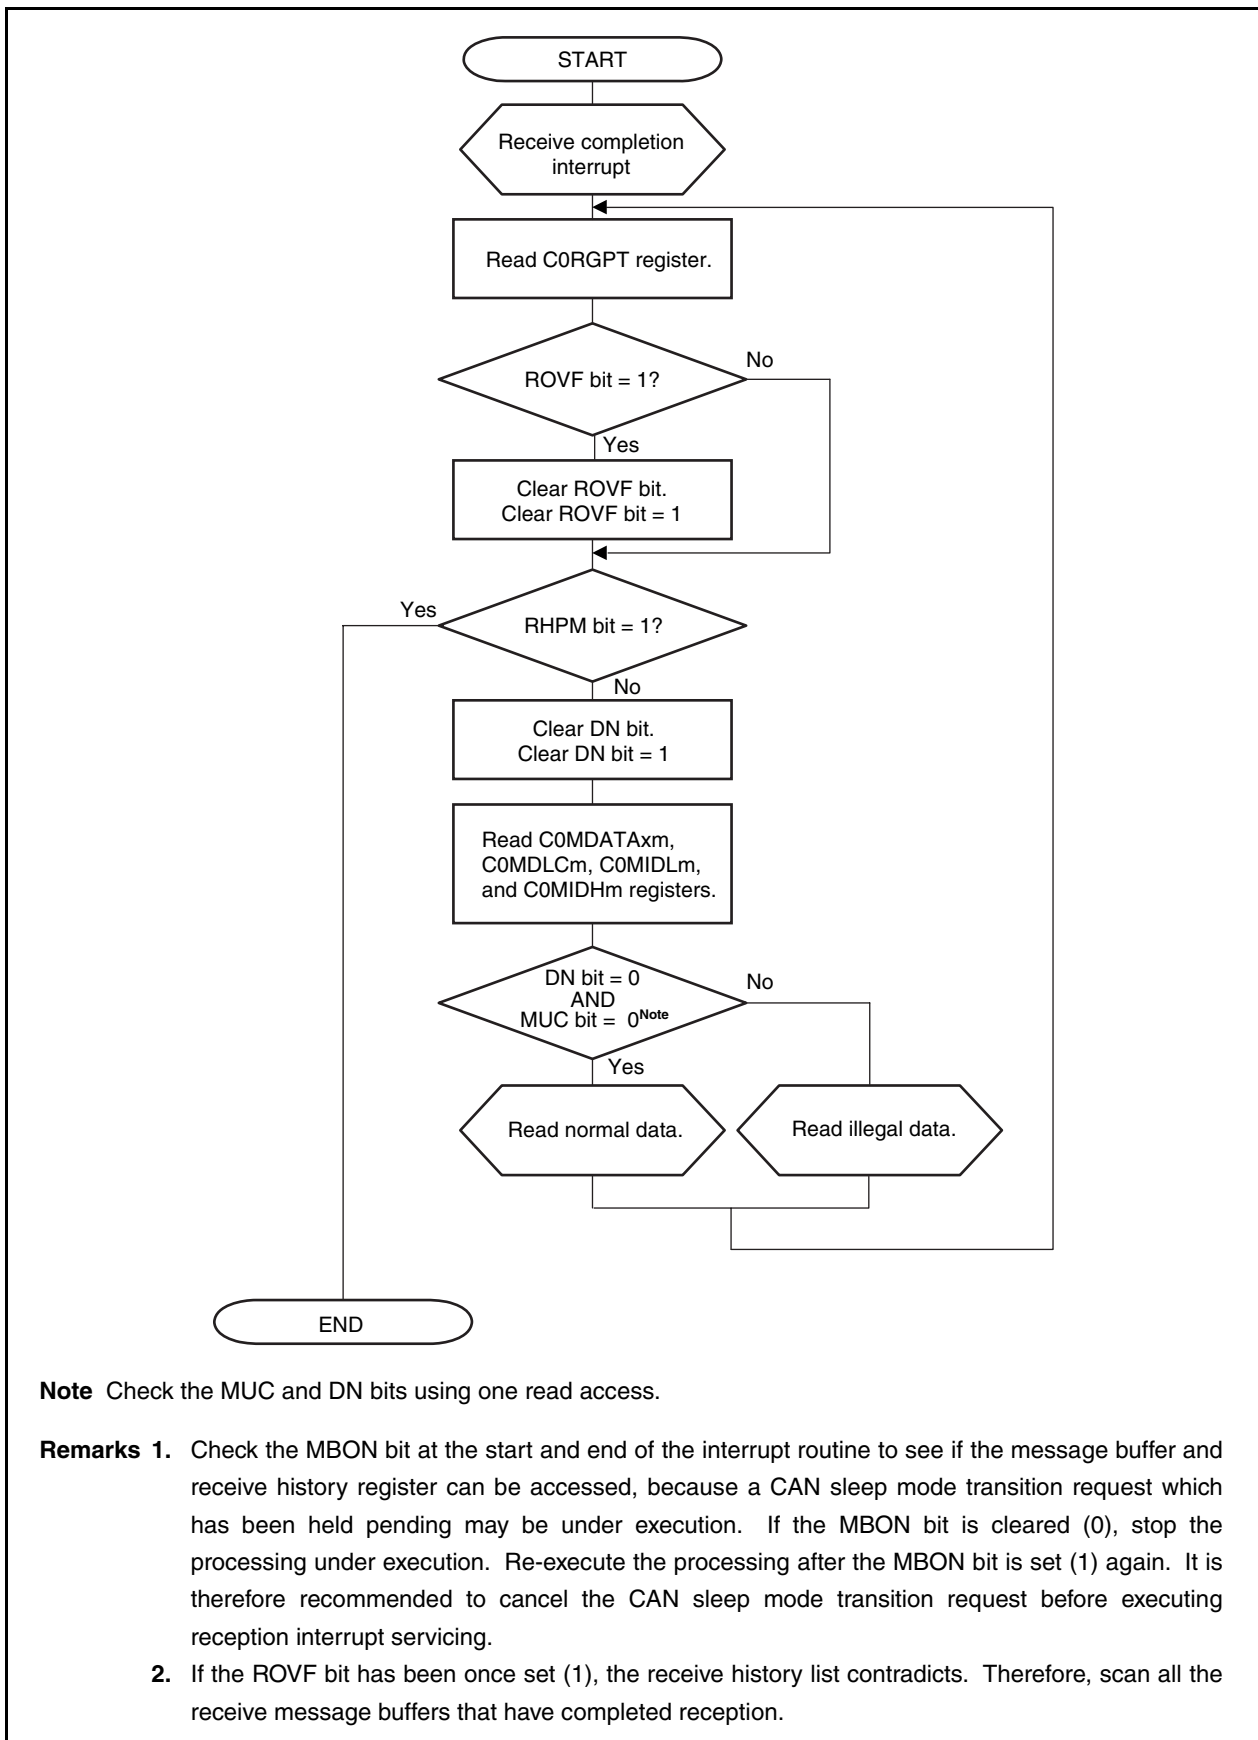 START
Receive completion
interrupt
Read C0RGPT register.
No
ROVF bit = 1?
Yes
Clear ROVF bit.
Clear ROVF bit = 1
Yes
RHPM bit = 1?
No
Clear DN bit.
Clear DN bit = 1
Read C0MDATAxm,
C0MDLCm, C0MIDLm,
and C0MIDHm registers.
DN bit = 0
AND
MUC bit = 0Note
No
Yes
Read normal data.
Read illegal data.
END
Note Check the MUC and DN bits using one read access.
Remarks 1. Check the MBON bit at the start and end of the interrupt routine to see if the message buffer and
receive history register can be accessed, because a CAN sleep mode transition request which
has been held pending may be under execution. If the MBON bit is cleared (0), stop the
processing under execution. Re-execute the processing after the MBON bit is set (1) again. It is
therefore recommended to cancel the CAN sleep mode transition request before executing
reception interrupt servicing.
2. If the ROVF bit has been once set (1), the receive history list contradicts. Therefore, scan all the
receive message buffers that have completed reception.